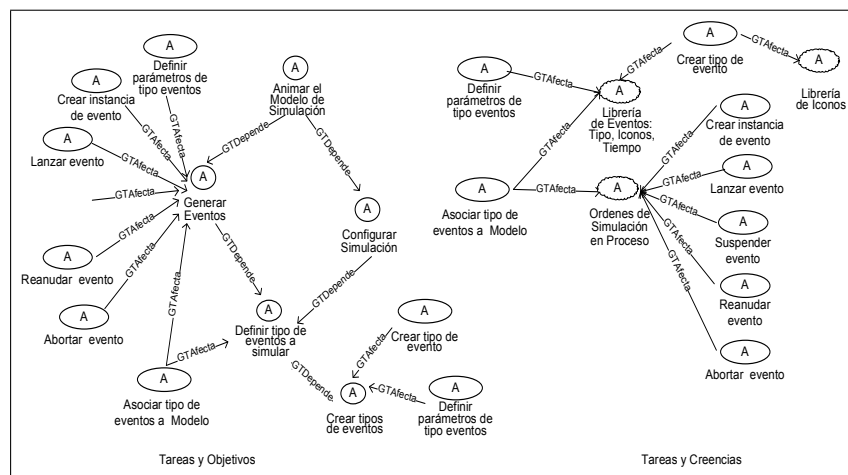 A
Definir
parámetros de
tipo eventos
A
Crear instancia
de evento
A
Lanzar evento
GTAfecta
GTAfecta
GTAfecta
GTAfecta
A
Animar el
Modelo de
Simulación
GTDepende
GTDepende
A
Generar
Eventos
A
Configurar
Simulación
A
Reanudar evento
GTAfecta
A
Abortar evento
GTAfecta
GTAfecta
GTDepende
GTDepende
A
Definir tipo de
eventos a
simular
GTAfecta
A
Asociar tipo de
eventos a Modelo
GTDepende
A
Crear tipo de
evento
GTAfecta
A
Crear tipos
de eventos
GTAfecta
A
Definir
parámetros de
tipo eventos
Tareas y Objetivos
A
Crear tipo de
evento
GTAfecta
GTAfecta
A
Librería
de Iconos
A
Definir
parámetros de
tipo eventos
GTAfecta
A
Librería
de Eventos:
Tipo, Iconos,
Tiempo
GTAfecta
A
Asociar tipo de
eventos a Modelo
GTAfecta
A
Ordenes de
Simulación
en Proceso
GTAfecta
A
Crear instancia
de evento
GTAfecta
A
Lanzar evento
GTAfecta
A
Suspender
evento
GTAfecta
A
Reanudar
evento
GTAfecta
A
Abortar evento
Tareas y Creencias